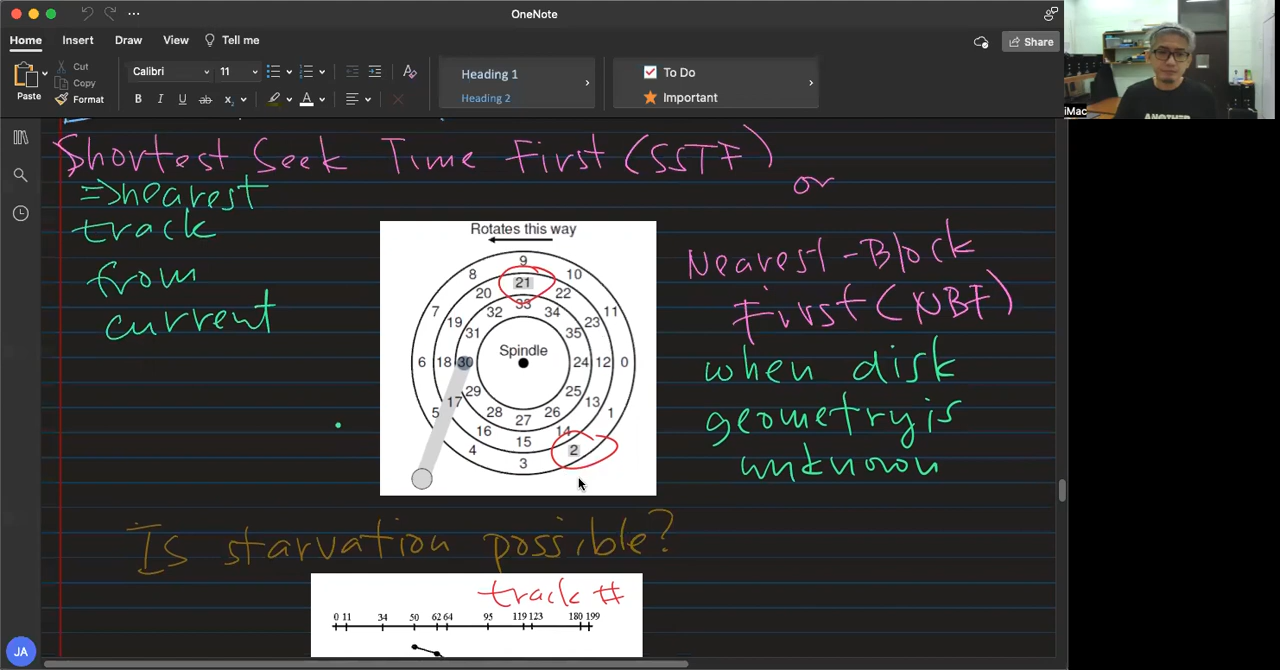 OneNote
Home Insert Draw View Tell me
Share
Paste
Cut
Copy
Format
Calibri 11
B I U ab x
Heading 1
Heading 2
To Do
Important
iMac
ANOTHER
Shortest Seek Time First (SSTF)
or
=> nearest
track
from
current
Rotates this way
9
8 10
21
20 22
7 33 11
32 34
19 31 35 23
Spindle
6 18 30 24 12 0
29 25
17 13
5 28 26 1
27
16 14
15
4 2
3
Nearest-Block
First (NBF)
when disk
geometry is
unknown
Is starvation possible?
track #
0 11 34 50 62 64 95 119 123 180 199
JA